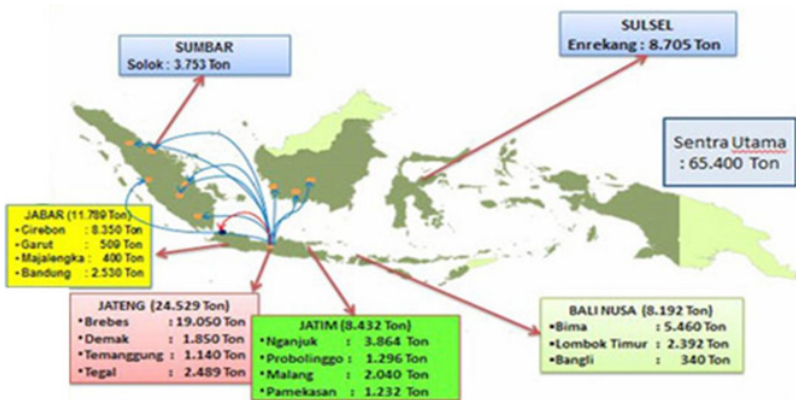 SUMBAR
Solok : 3.753 Ton
SULSEL
Enrekang : 8.705 Ton
Sentra Utama
: 65.400 Ton
JABAR (11.789 Ton)
•Cirebon : 8.350 Ton
•Garut : 509 Ton
•Majalengka : 400 Ton
•Bandung : 2.530 Ton
JATENG (24.529 Ton)
•Brebes : 19.050 Ton
•Demak : 1.850 Ton
•Temanggung : 1.140 Ton
•Tegal : 2.489 Ton
JATIM (8.432 Ton)
•Nganjuk : 3.864 Ton
•Probolinggo : 1.296 Ton
•Malang : 2.040 Ton
•Pamekasan : 1.232 Ton
BALI NUSA (8.192 Ton)
•Bima : 5.460 Ton
•Lombok Timur : 2.392 Ton
•Bangli : 340 Ton